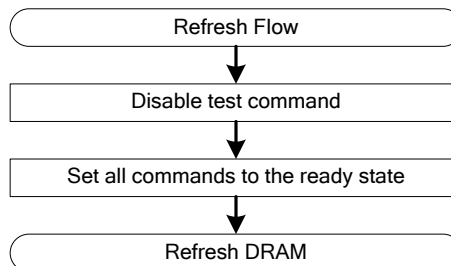 Refresh Flow
Disable test command
Set all commands to the ready state
Refresh DRAM